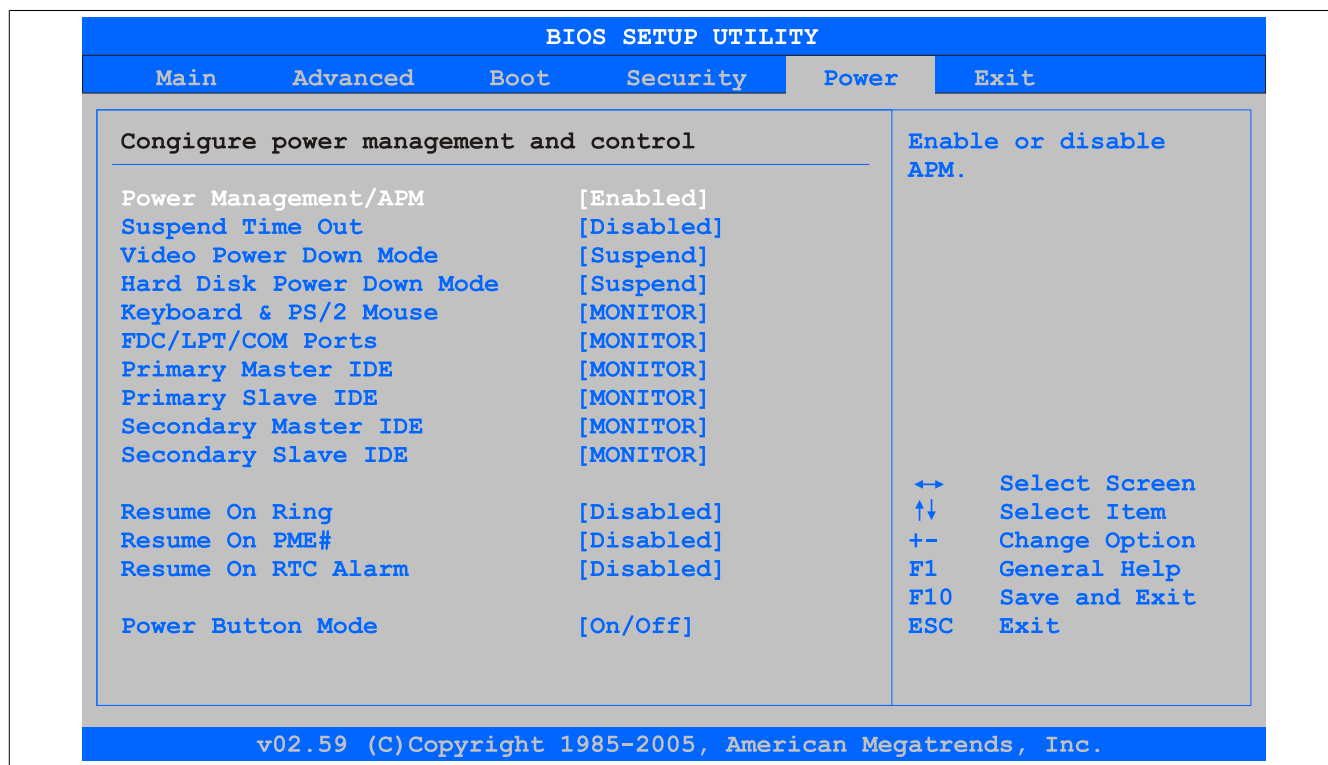 BIOS SETUP UTILITY
Main Advanced Boot Security Power Exit
Congigure power management and control
Power Management/APM [Enabled]
Suspend Time Out [Disabled]
Video Power Down Mode [Suspend]
Hard Disk Power Down Mode [Suspend]
Keyboard & PS/2 Mouse [MONITOR]
FDC/LPT/COM Ports [MONITOR]
Primary Master IDE [MONITOR]
Primary Slave IDE [MONITOR]
Secondary Master IDE [MONITOR]
Secondary Slave IDE [MONITOR]
Resume On Ring [Disabled]
Resume On PME# [Disabled]
Resume On RTC Alarm [Disabled]
Power Button Mode [On/Off]
Enable or disable
APM.
↔ Select Screen
↑↓ Select Item
+- Change Option
F1 General Help
F10 Save and Exit
ESC Exit
v02.59 (C)Copyright 1985-2005, American Megatrends, Inc.